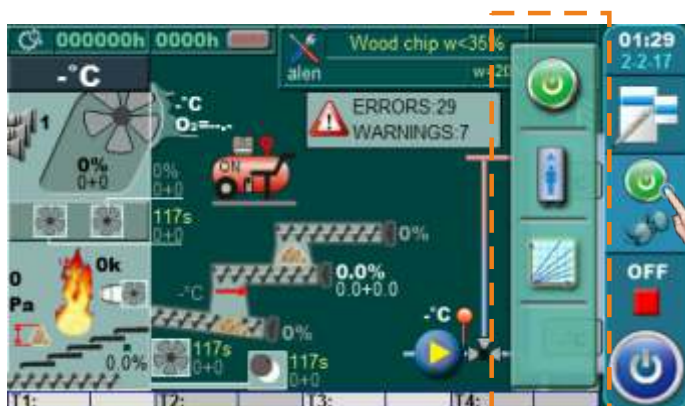 000000h 0000h
Wood chip w<35%
01:29
2-2-17
-°C
alen
ERRORS:29
WARNINGS:7
-°C
O₂=--.-
1
0%
0+0
0%
0+0
ON
117s
0+0
0%
0k
0
Pa
0.0%
0.0+0.0
-°C
OFF
-°C
0%
0.0%
117s
0+0
117s
0+0
T1:
T2:
T3:
T4: